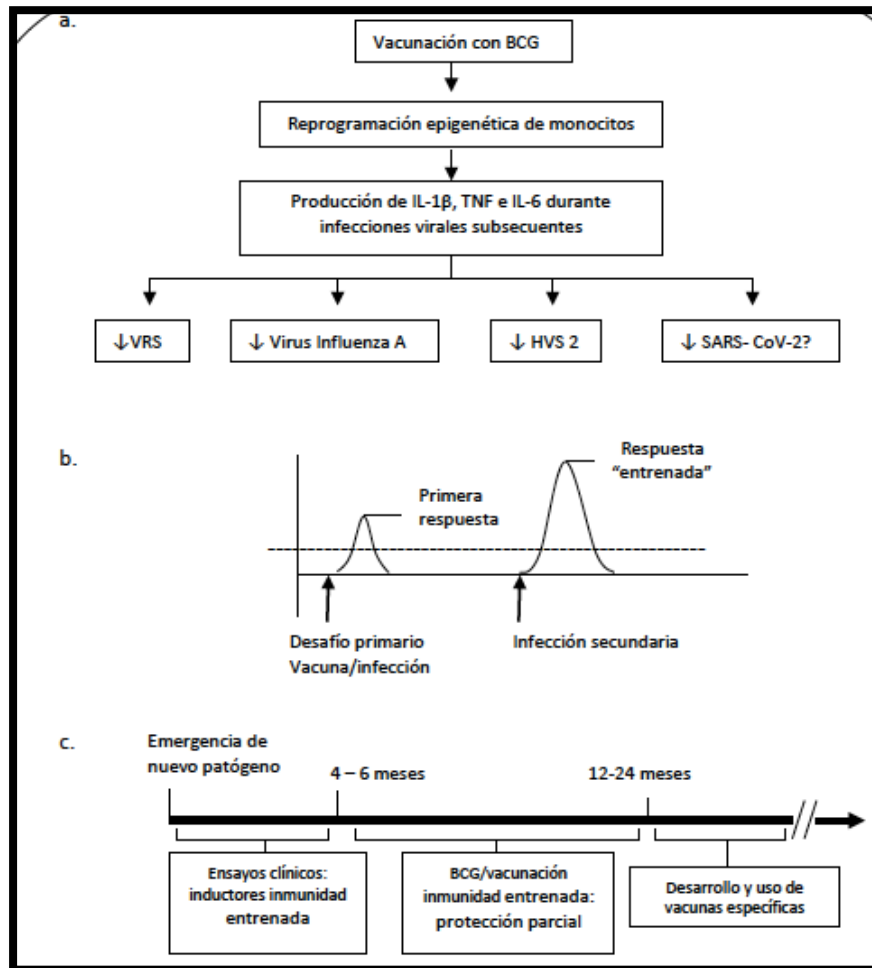 a.
Vacunación con BCG
Reprogramación epigenética de monocitos
Producción de IL-1β, TNF e IL-6 durante
infecciones virales subsecuentes
↓VRS
↓ Virus Influenza A
↓ HVS 2
↓ SARS- CoV-2?
b.
Primera
respuesta
Respuesta
“entrenada”
Desafío primario
Vacuna/infección
Infección secundaria
c.
Emergencia de
nuevo patógeno
4 – 6 meses
12-24 meses
Ensayos clínicos:
inductores inmunidad
entrenada
BCG/vacunación
inmunidad entrenada:
protección parcial
Desarrollo y uso de
vacunas específicas